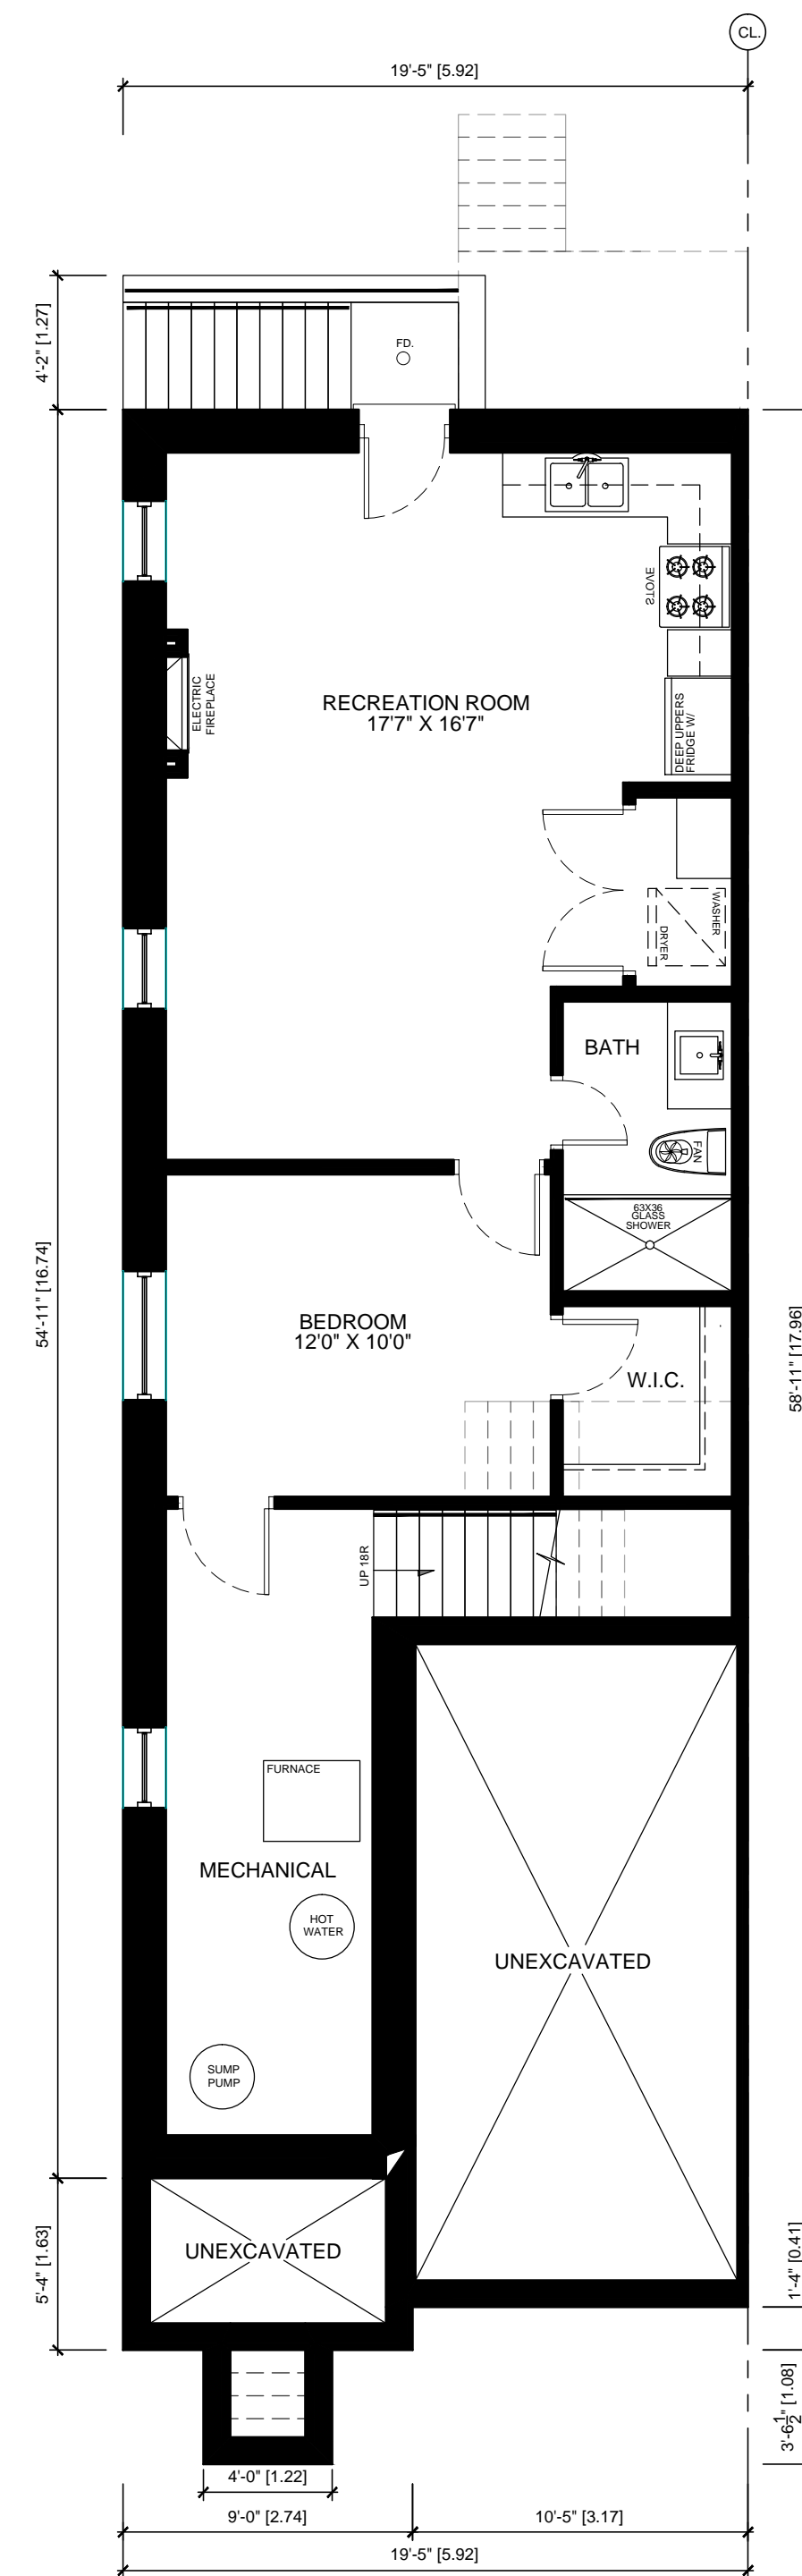 CL.
19'-5" [5.92]
4'-2" [1.27]
FD.
STOVE
ELECTRIC
FIREPLACE
RECREATION ROOM
17'7" X 16'7"
DEEP UPPERS
FRIDGE W/
WASHER
DRYER
BATH
FAN
63X36
GLASS
SHOWER
54'-11" [16.74]
58'-11" [17.96]
BEDROOM
12'0" X 10'0"
W.I.C.
UP 18R
FURNACE
MECHANICAL
HOT
WATER
UNEXCAVATED
SUMP
PUMP
5'-4" [1.63]
UNEXCAVATED
1'-4" [0.41]
3'-6 1/2" [1.08]
4'-0" [1.22]
9'-0" [2.74]
10'-5" [3.17]
19'-5" [5.92]